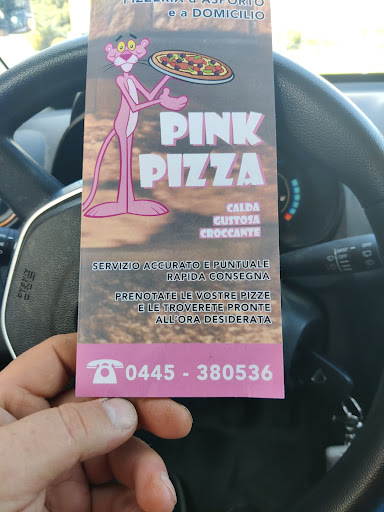 PIZZERIA d'ASPORTO
e a DOMICILIO
PINK
PIZZA
CALDA
GUSTOSA
CROCCANTE
SERVIZIO ACCURATO E PUNTUALE
RAPIDA CONSEGNA
PRENOTATE LE VOSTRE PIZZE
E LE TROVERETE PRONTE
ALL'ORA DESIDERATA
☎ 0445 - 380536